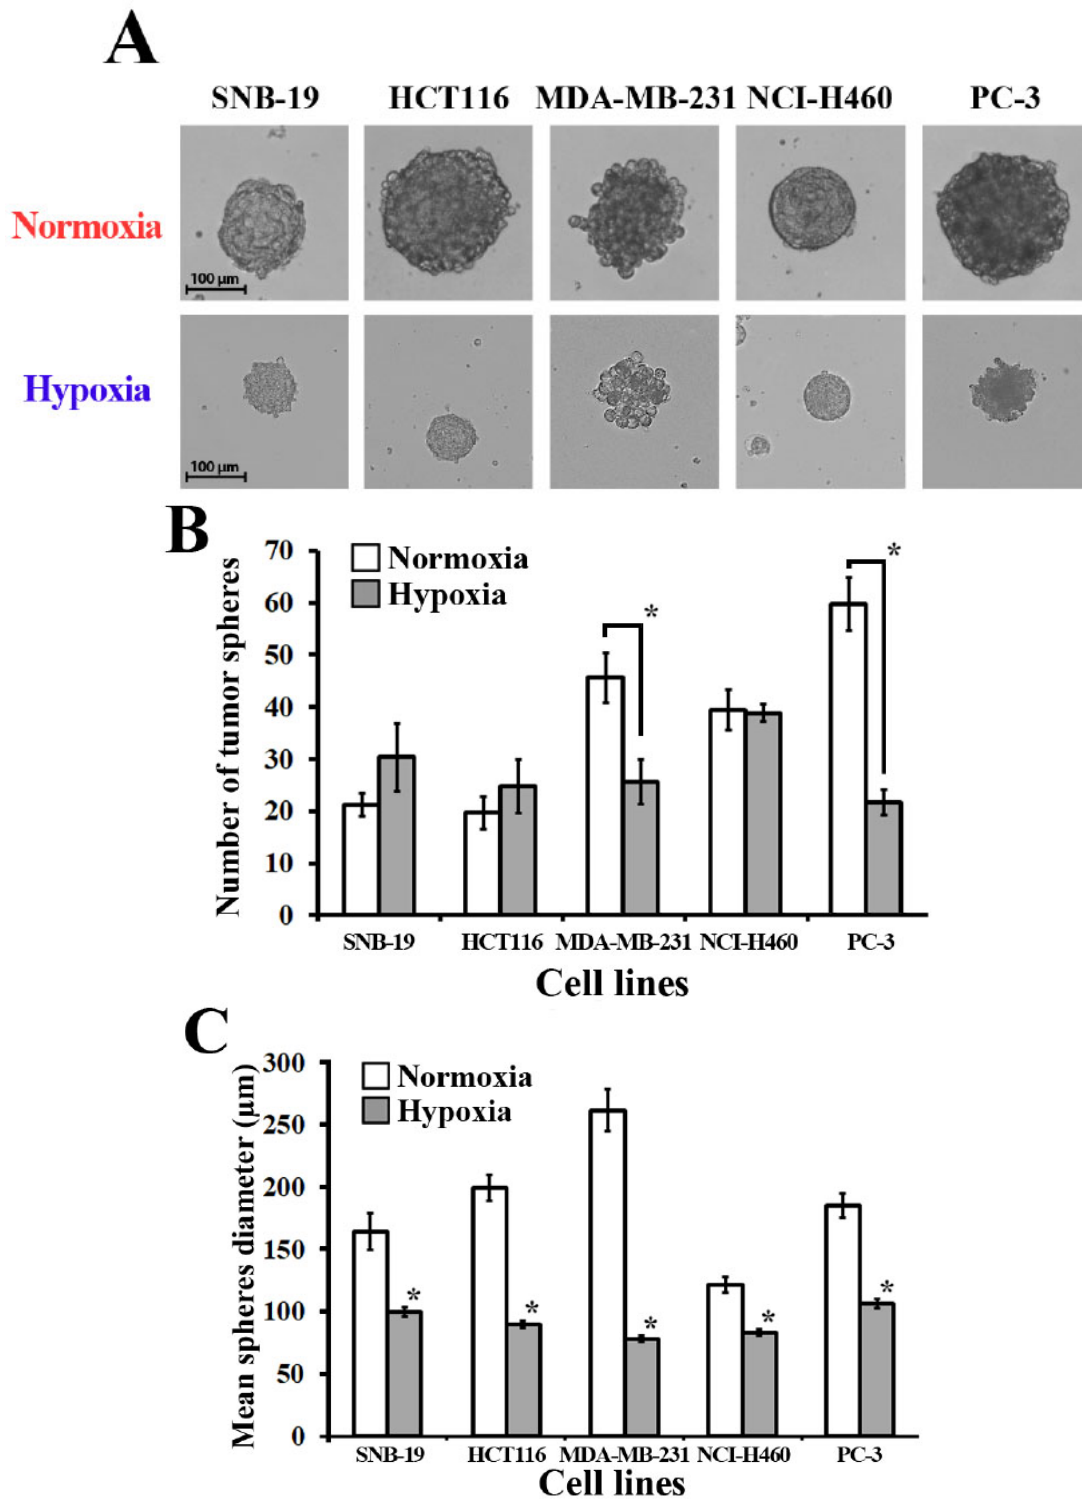 A
SNB-19 HCT116 MDA-MB-231 NCI-H460 PC-3
Normoxia
100 µm
Hypoxia
100 µm
B
Number of tumor spheres
70
60
50
40
30
20
10
0
Normoxia
Hypoxia
*
*
SNB-19 HCT116 MDA-MB-231 NCI-H460 PC-3
Cell lines
C
Mean spheres diameter (µm)
300
250
200
150
100
50
0
Normoxia
Hypoxia
* * * * *
SNB-19 HCT116 MDA-MB-231 NCI-H460 PC-3
Cell lines